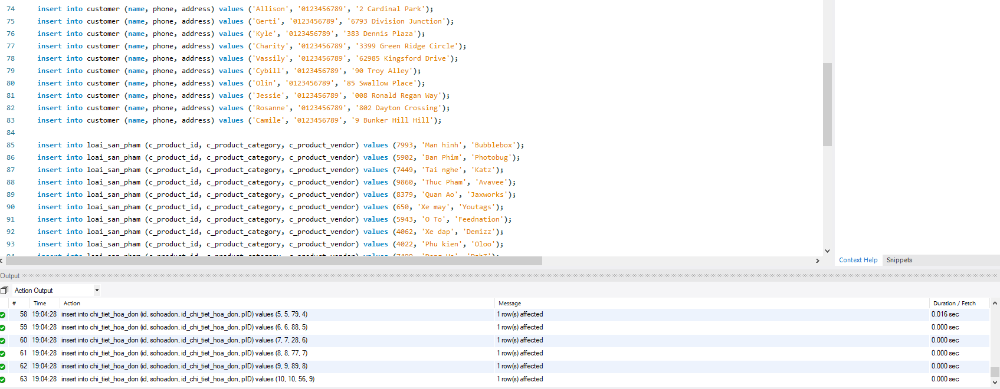 74 insert into customer (name, phone, address) values ('Allison', '0123456789', '2 Cardinal Park');
75 insert into customer (name, phone, address) values ('Gerti', '0123456789', '6793 Division Junction');
76 insert into customer (name, phone, address) values ('Kyle', '0123456789', '383 Dennis Plaza');
77 insert into customer (name, phone, address) values ('Charity', '0123456789', '3399 Green Ridge Circle');
78 insert into customer (name, phone, address) values ('Vassily', '0123456789', '62985 Kingsford Drive');
79 insert into customer (name, phone, address) values ('Cybill', '0123456789', '90 Troy Alley');
80 insert into customer (name, phone, address) values ('Olin', '0123456789', '85 Swallow Place');
81 insert into customer (name, phone, address) values ('Jessie', '0123456789', '008 Ronald Regan Way');
82 insert into customer (name, phone, address) values ('Rosanne', '0123456789', '802 Dayton Crossing');
83 insert into customer (name, phone, address) values ('Camile', '0123456789', '9 Bunker Hill Hill');
84
85 insert into loai_san_pham (c_product_id, c_product_category, c_product_vendor) values (7993, 'Man hinh', 'Bubblebox');
86 insert into loai_san_pham (c_product_id, c_product_category, c_product_vendor) values (5902, 'Ban Phim', 'Photobug');
87 insert into loai_san_pham (c_product_id, c_product_category, c_product_vendor) values (7449, 'Tai nghe', 'Katz');
88 insert into loai_san_pham (c_product_id, c_product_category, c_product_vendor) values (9860, 'Thuc Pham', 'Avavee');
89 insert into loai_san_pham (c_product_id, c_product_category, c_product_vendor) values (8379, 'Quan Ao', 'Jaxworks');
90 insert into loai_san_pham (c_product_id, c_product_category, c_product_vendor) values (650, 'Xe may', 'Youtags');
91 insert into loai_san_pham (c_product_id, c_product_category, c_product_vendor) values (5943, 'O To', 'Feednation');
92 insert into loai_san_pham (c_product_id, c_product_category, c_product_vendor) values (4062, 'Xe dap', 'Demizz');
93 insert into loai_san_pham (c_product_id, c_product_category, c_product_vendor) values (4022, 'Phu kien', 'Oloo');
Context Help Snippets
Output
Action Output
# Time Action Message Duration / Fetch
58 19:04:28 insert into chi_tiet_hoa_don (id, sohoadon, id_chi_tiet_hoa_don, pID) values (5, 5, 79, 4) 1 row(s) affected 0.016 sec
59 19:04:28 insert into chi_tiet_hoa_don (id, sohoadon, id_chi_tiet_hoa_don, pID) values (6, 6, 88, 5) 1 row(s) affected 0.000 sec
60 19:04:28 insert into chi_tiet_hoa_don (id, sohoadon, id_chi_tiet_hoa_don, pID) values (7, 7, 28, 6) 1 row(s) affected 0.000 sec
61 19:04:28 insert into chi_tiet_hoa_don (id, sohoadon, id_chi_tiet_hoa_don, pID) values (8, 8, 77, 7) 1 row(s) affected 0.000 sec
62 19:04:28 insert into chi_tiet_hoa_don (id, sohoadon, id_chi_tiet_hoa_don, pID) values (9, 9, 89, 8) 1 row(s) affected 0.000 sec
63 19:04:28 insert into chi_tiet_hoa_don (id, sohoadon, id_chi_tiet_hoa_don, pID) values (10, 10, 56, 9) 1 row(s) affected 0.000 sec